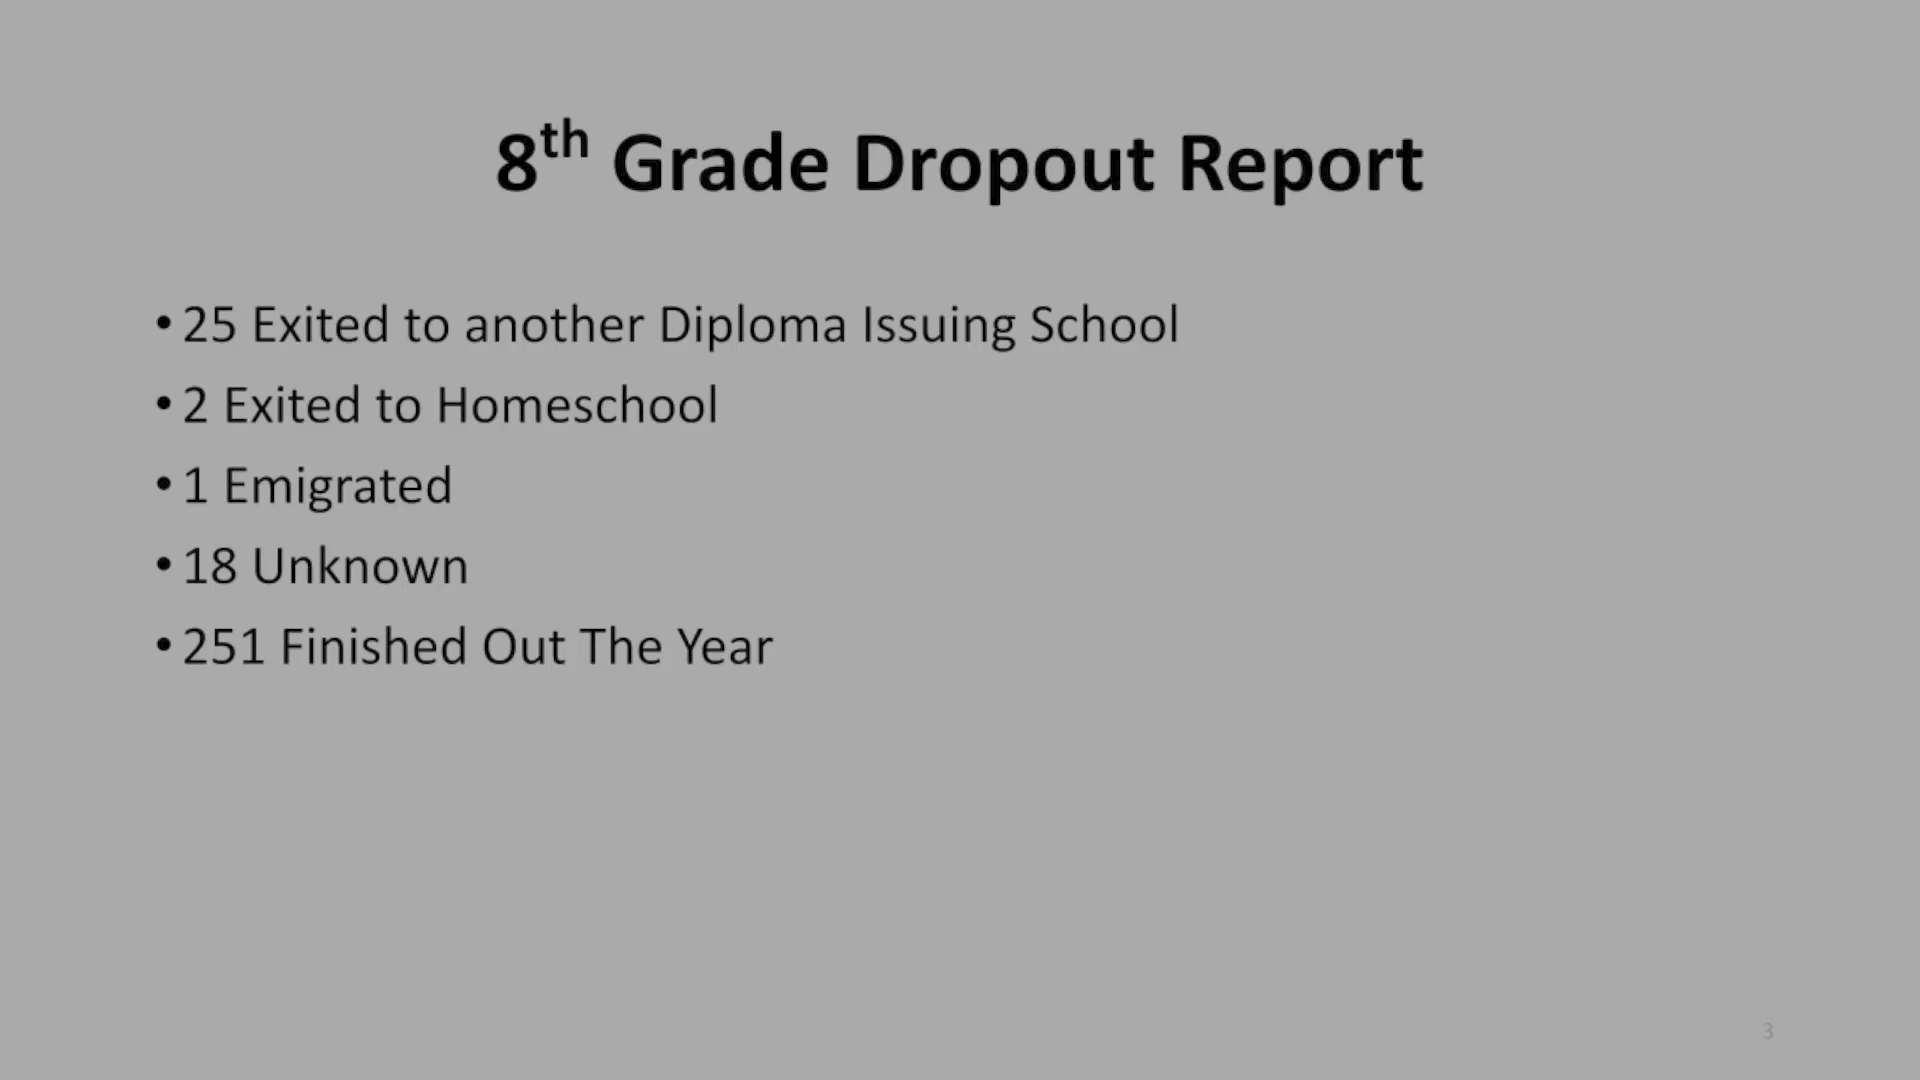 8th Grade Dropout Report
• 25 Exited to another Diploma Issuing School
• 2 Exited to Homeschool
• 1 Emigrated
• 18 Unknown
• 251 Finished Out The Year
3